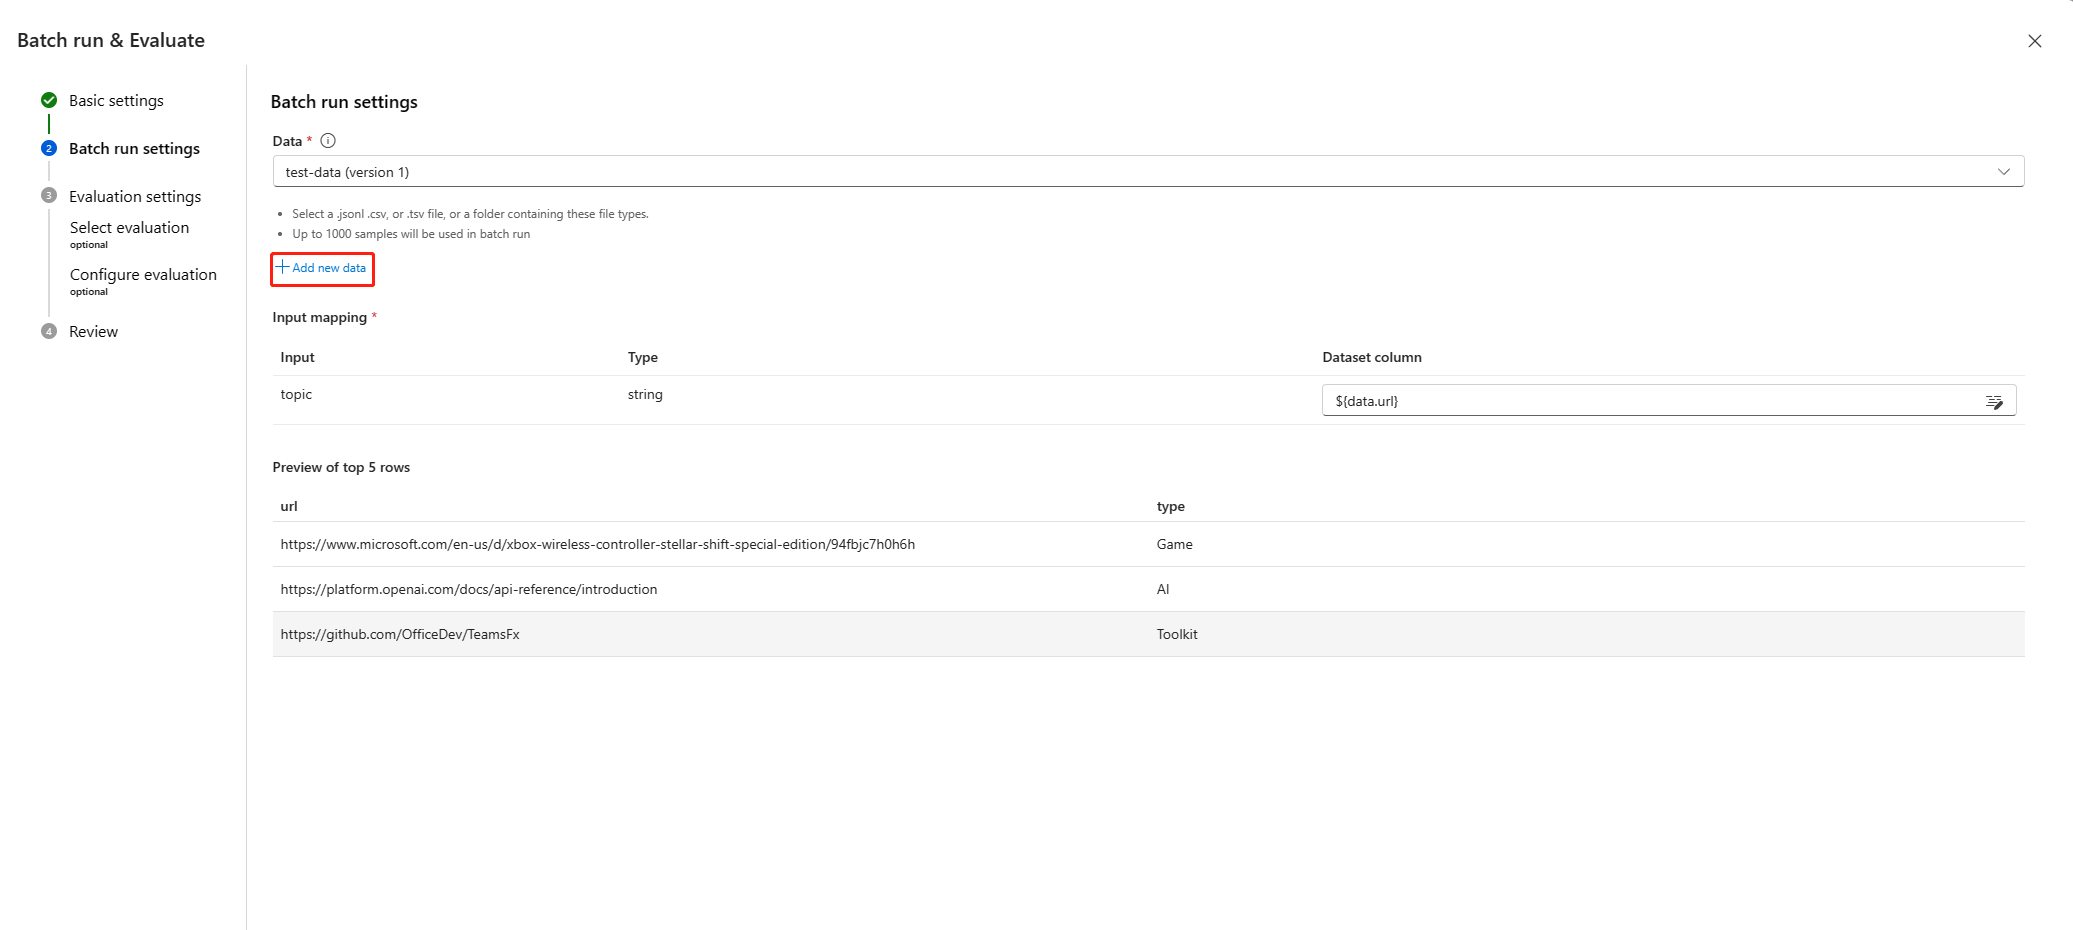 Batch run & Evaluate
Basic settings
2 Batch run settings
3 Evaluation settings
Select evaluation
optional
Configure evaluation
optional
4 Review
Batch run settings
Data *
test-data (version 1)
• Select a .jsonl .csv, or .tsv file, or a folder containing these file types.
• Up to 1000 samples will be used in batch run
Add new data
Input mapping *
Input Type Dataset column
topic string ${data.url}
Preview of top 5 rows
url type
https://www.microsoft.com/en-us/d/xbox-wireless-controller-stellar-shift-special-edition/94fbjc7h0h6h Game
https://platform.openai.com/docs/api-reference/introduction AI
https://github.com/OfficeDev/TeamsFx Toolkit